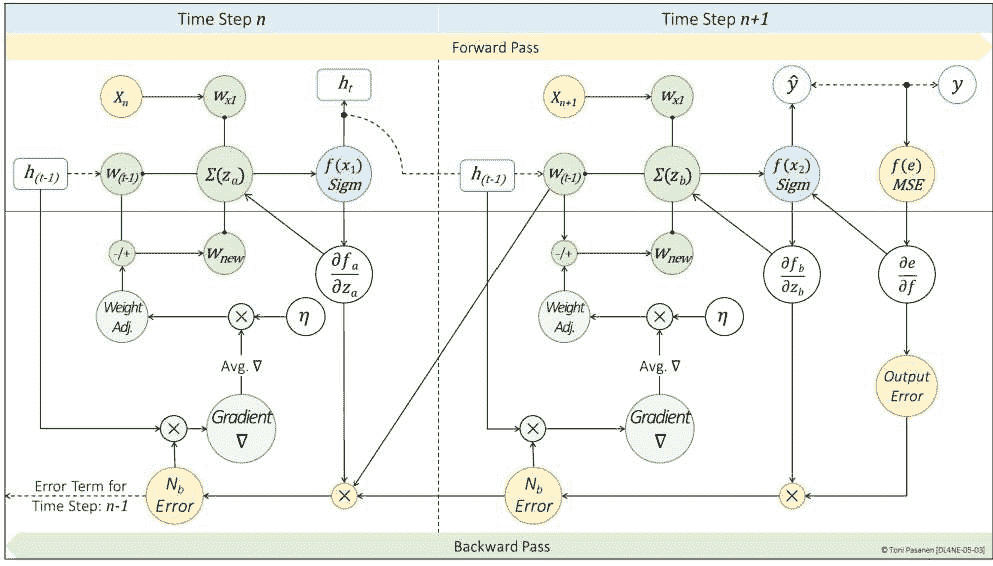 Time Step n
Time Step n+1
Forward Pass
Xn
Wx1
ht
Xn+1
Wx1
ŷ
y
h(t-1)
W(t-1)
Σ(za)
f(x1)
Sigm
h(t-1)
W(t-1)
Σ(zb)
f(x2)
Sigm
f(e)
MSE
-/+
Wnew
∂fa
∂za
-/+
Wnew
∂fb
∂zb
∂e
∂f
Weight
Adj.
×
η
Weight
Adj.
×
η
Avg. ∇
Avg. ∇
Output
Error
×
Gradient
∇
×
Gradient
∇
Error Term for
Time Step: n-1
Nb
Error
×
Nb
Error
×
Backward Pass
© Toni Pasanen [DL4NE-05-03]